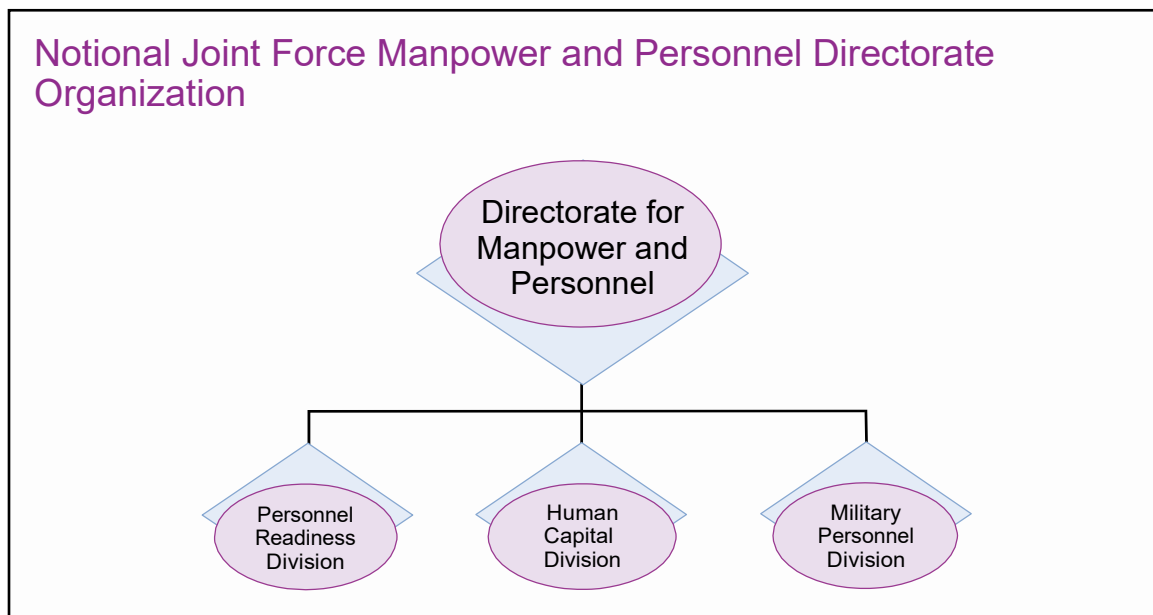 Notional Joint Force Manpower and Personnel Directorate
Organization
Directorate for
Manpower and
Personnel
Personnel
Readiness
Division
Human
Capital
Division
Military
Personnel
Division